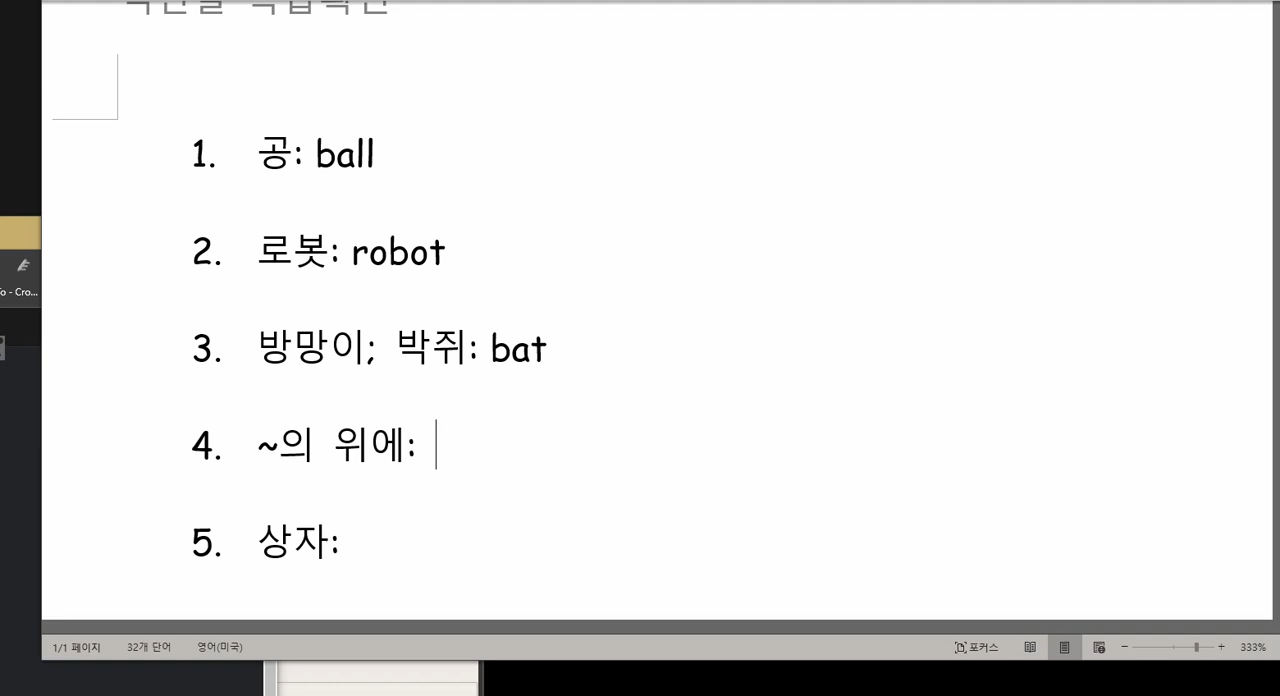 1. 공: ball
2. 로봇: robot
3. 방망이; 박쥐: bat
4. ~의 위에:
5. 상자:
o - Cro...
1/1 페이지 32개 단어 영어(미국) 포커스 333%